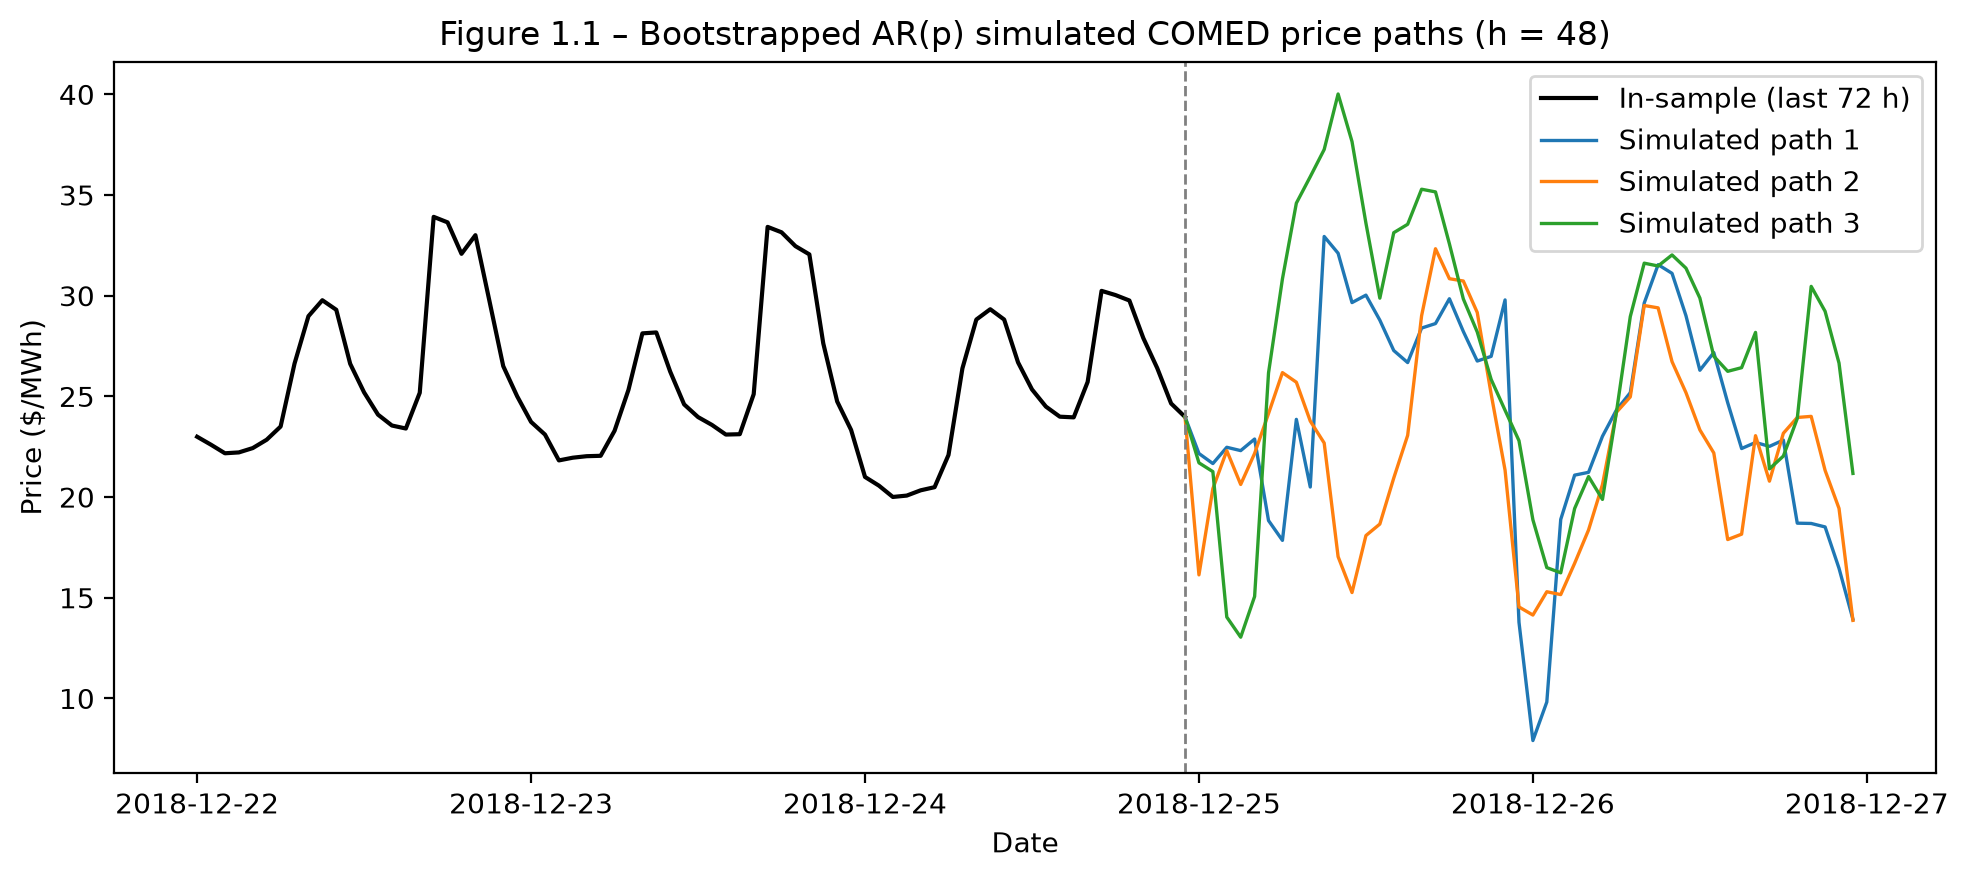 Figure 1.1 – Bootstrapped AR(p) simulated COMED price paths (h = 48)
In-sample (last 72 h)
Simulated path 1
Simulated path 2
Simulated path 3
Price ($/MWh)
40
35
30
25
20
15
10
2018-12-22 2018-12-23 2018-12-24 2018-12-25 2018-12-26 2018-12-27
Date